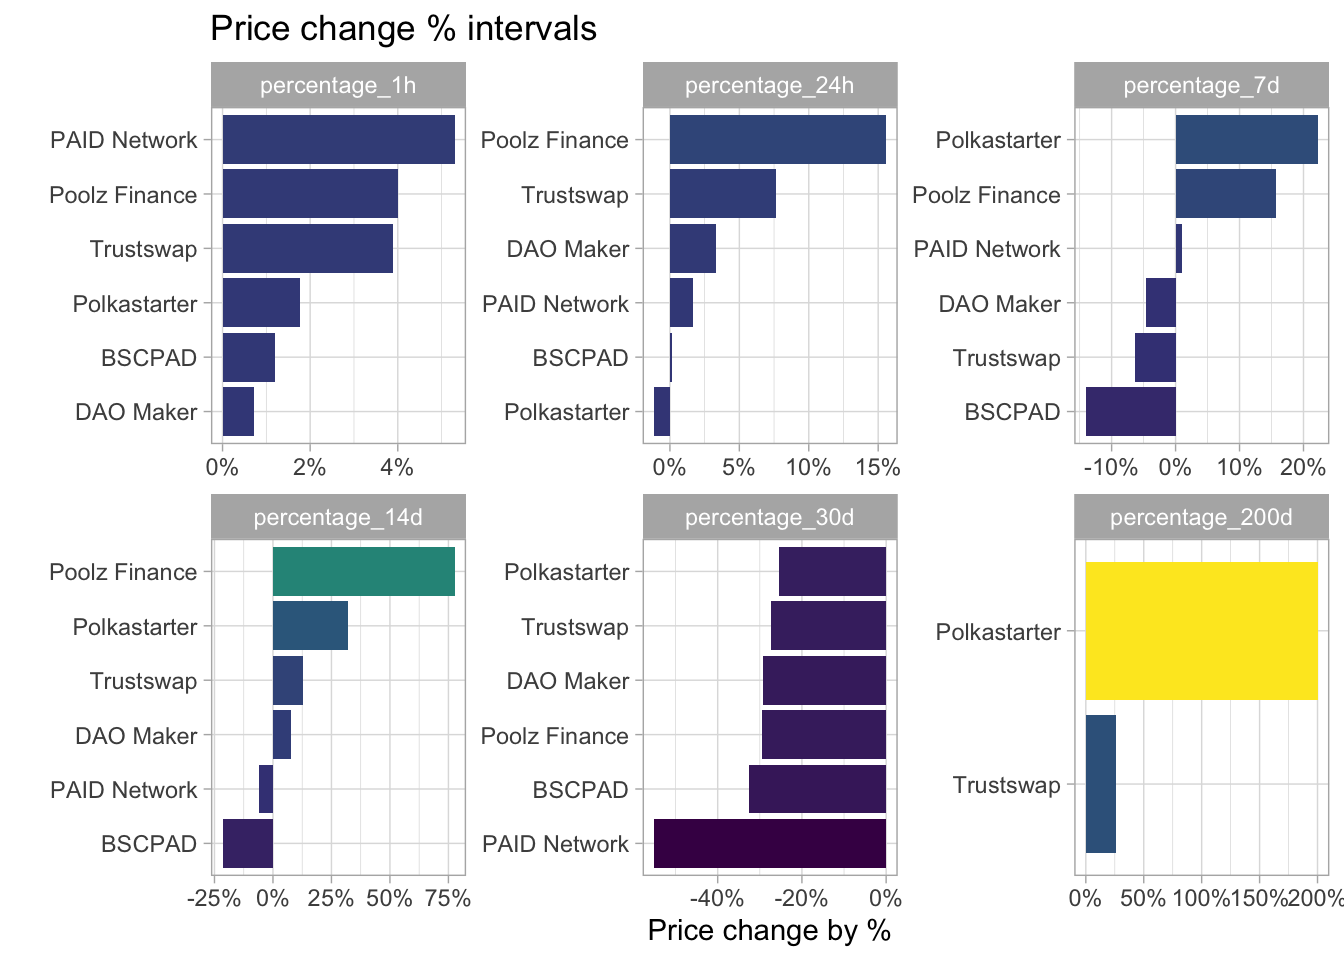 Price change % intervals
percentage_1h
percentage_24h
percentage_7d
PAID Network
Poolz Finance
Trustswap
Polkastarter
BSCPAD
DAO Maker
0% 2% 4%
Poolz Finance
Trustswap
DAO Maker
PAID Network
BSCPAD
Polkastarter
0% 5% 10% 15%
Polkastarter
Poolz Finance
PAID Network
DAO Maker
Trustswap
BSCPAD
-10% 0% 10% 20%
percentage_14d
percentage_30d
percentage_200d
Poolz Finance
Polkastarter
Trustswap
DAO Maker
PAID Network
BSCPAD
-25% 0% 25% 50% 75%
Polkastarter
Trustswap
DAO Maker
Poolz Finance
BSCPAD
PAID Network
-40% -20% 0%
Polkastarter
Trustswap
0% 50% 100% 150% 200%
Price change by %